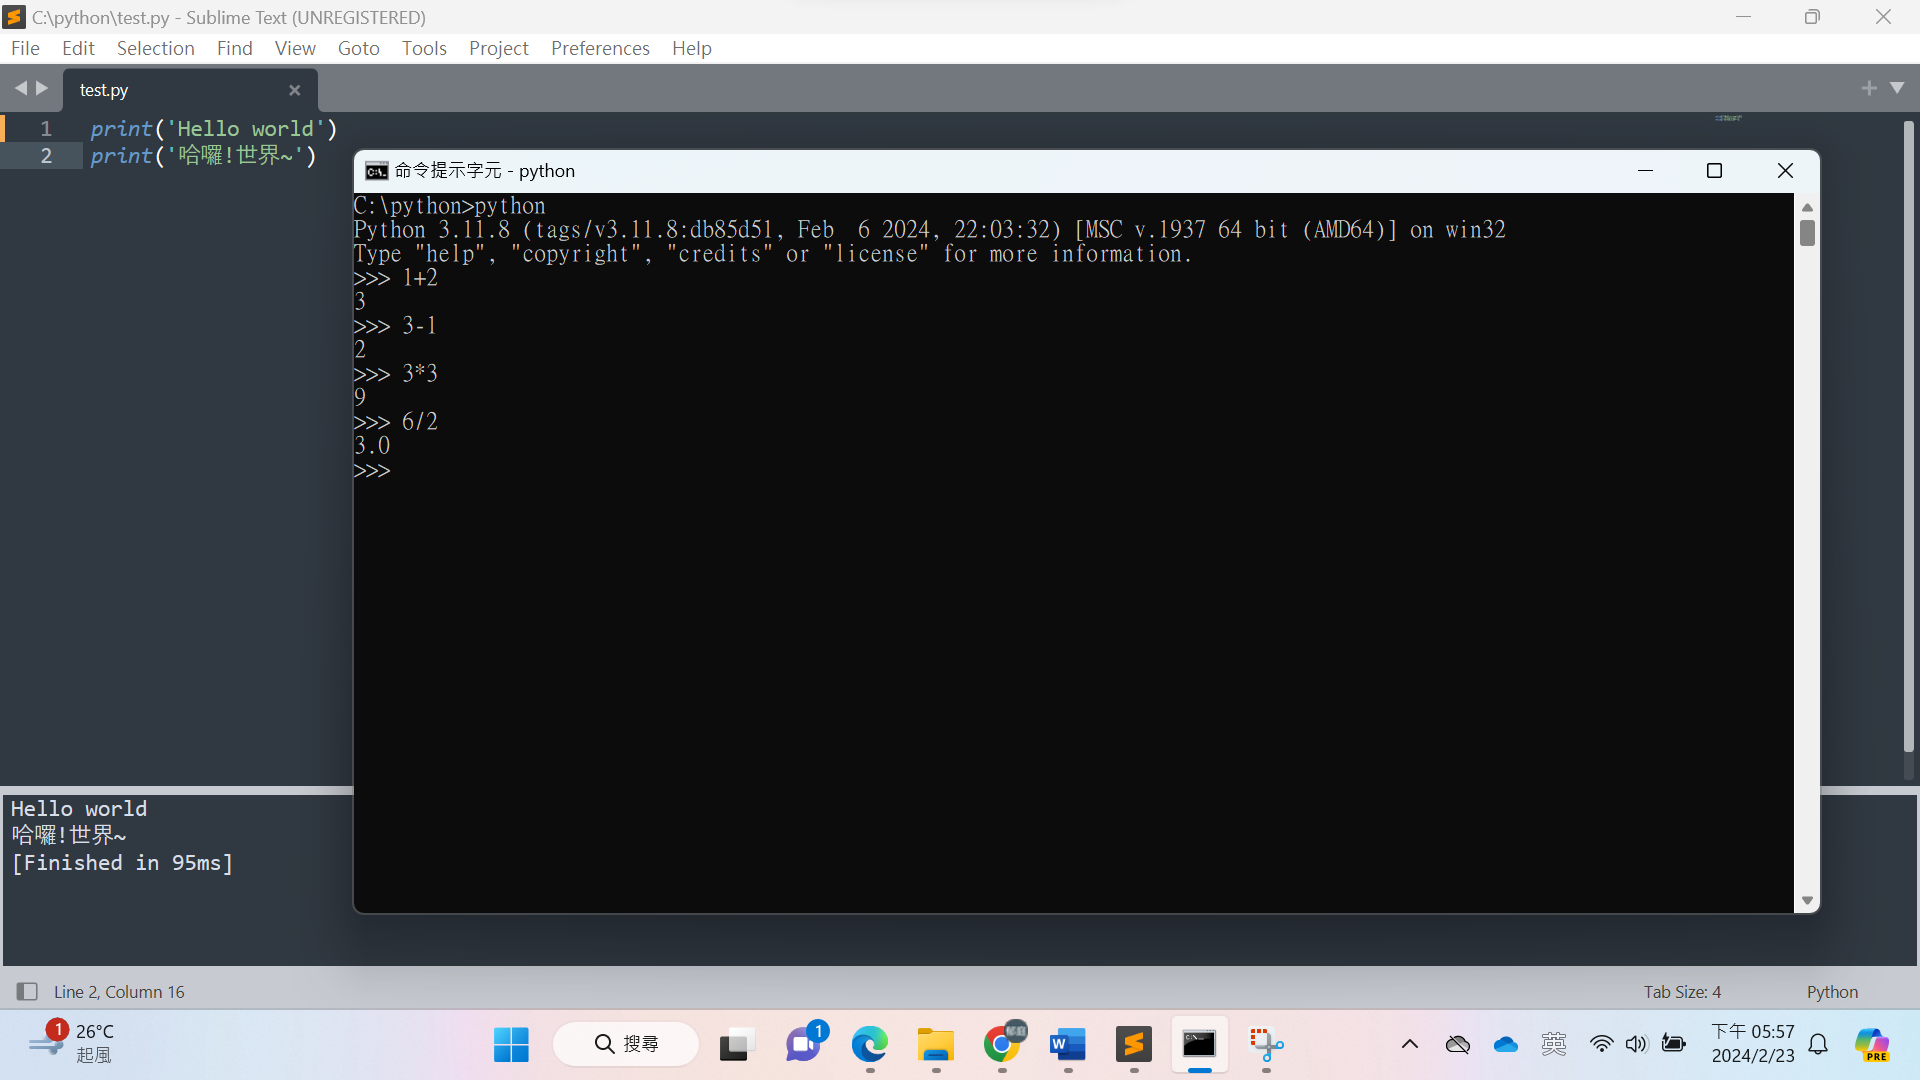 C:\python\test.py - Sublime Text (UNREGISTERED)
File Edit Selection Find View Goto Tools Project Preferences Help
test.py
1 print('Hello world')
2 print('哈囉!世界~')
命令提示字元 - python
C:\python>python
Python 3.11.8 (tags/v3.11.8:db85d51, Feb  6 2024, 22:03:32) [MSC v.1937 64 bit (AMD64)] on win32
Type "help", "copyright", "credits" or "license" for more information.
>>> 1+2
3
>>> 3-1
2
>>> 3*3
9
>>> 6/2
3.0
>>>
Hello world
哈囉!世界~
[Finished in 95ms]
Line 2, Column 16
Tab Size: 4
Python
1
26°C
起風
搜尋
1
英
下午 05:57
2024/2/23
PRE